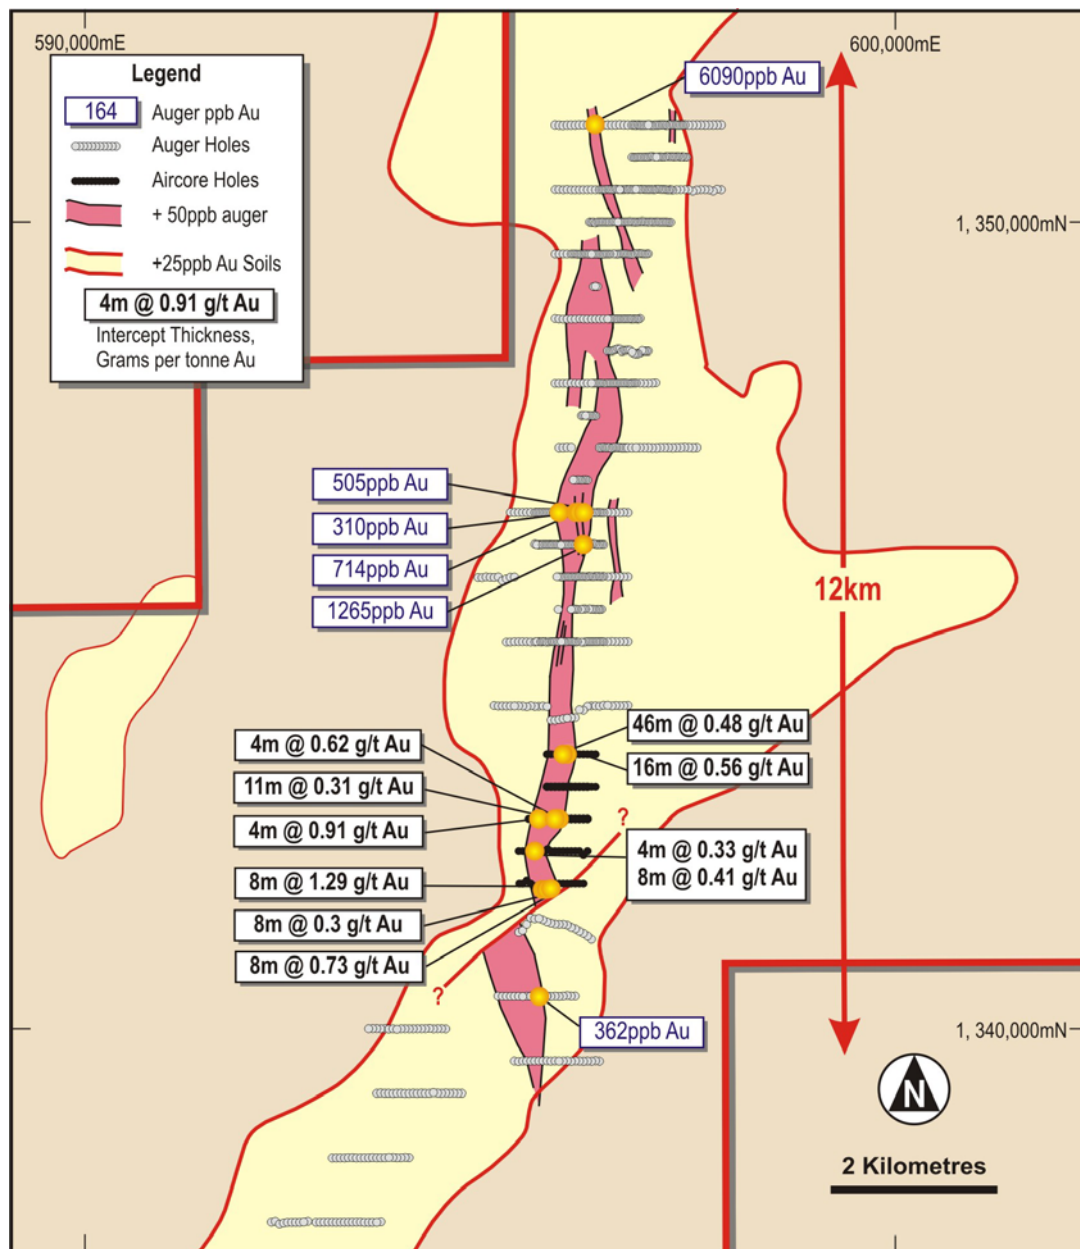 590,000mE
600,000mE
Legend
164
Auger ppb Au
Auger Holes
Aircore Holes
+ 50ppb auger
+25ppb Au Soils
4m @ 0.91 g/t Au
Intercept Thickness,
Grams per tonne Au
6090ppb Au
1, 350,000mN
505ppb Au
310ppb Au
714ppb Au
1265ppb Au
12km
46m @ 0.48 g/t Au
16m @ 0.56 g/t Au
4m @ 0.62 g/t Au
11m @ 0.31 g/t Au
4m @ 0.91 g/t Au
?
4m @ 0.33 g/t Au
8m @ 0.41 g/t Au
8m @ 1.29 g/t Au
8m @ 0.3 g/t Au
8m @ 0.73 g/t Au
?
362ppb Au
1, 340,000mN
N
2 Kilometres